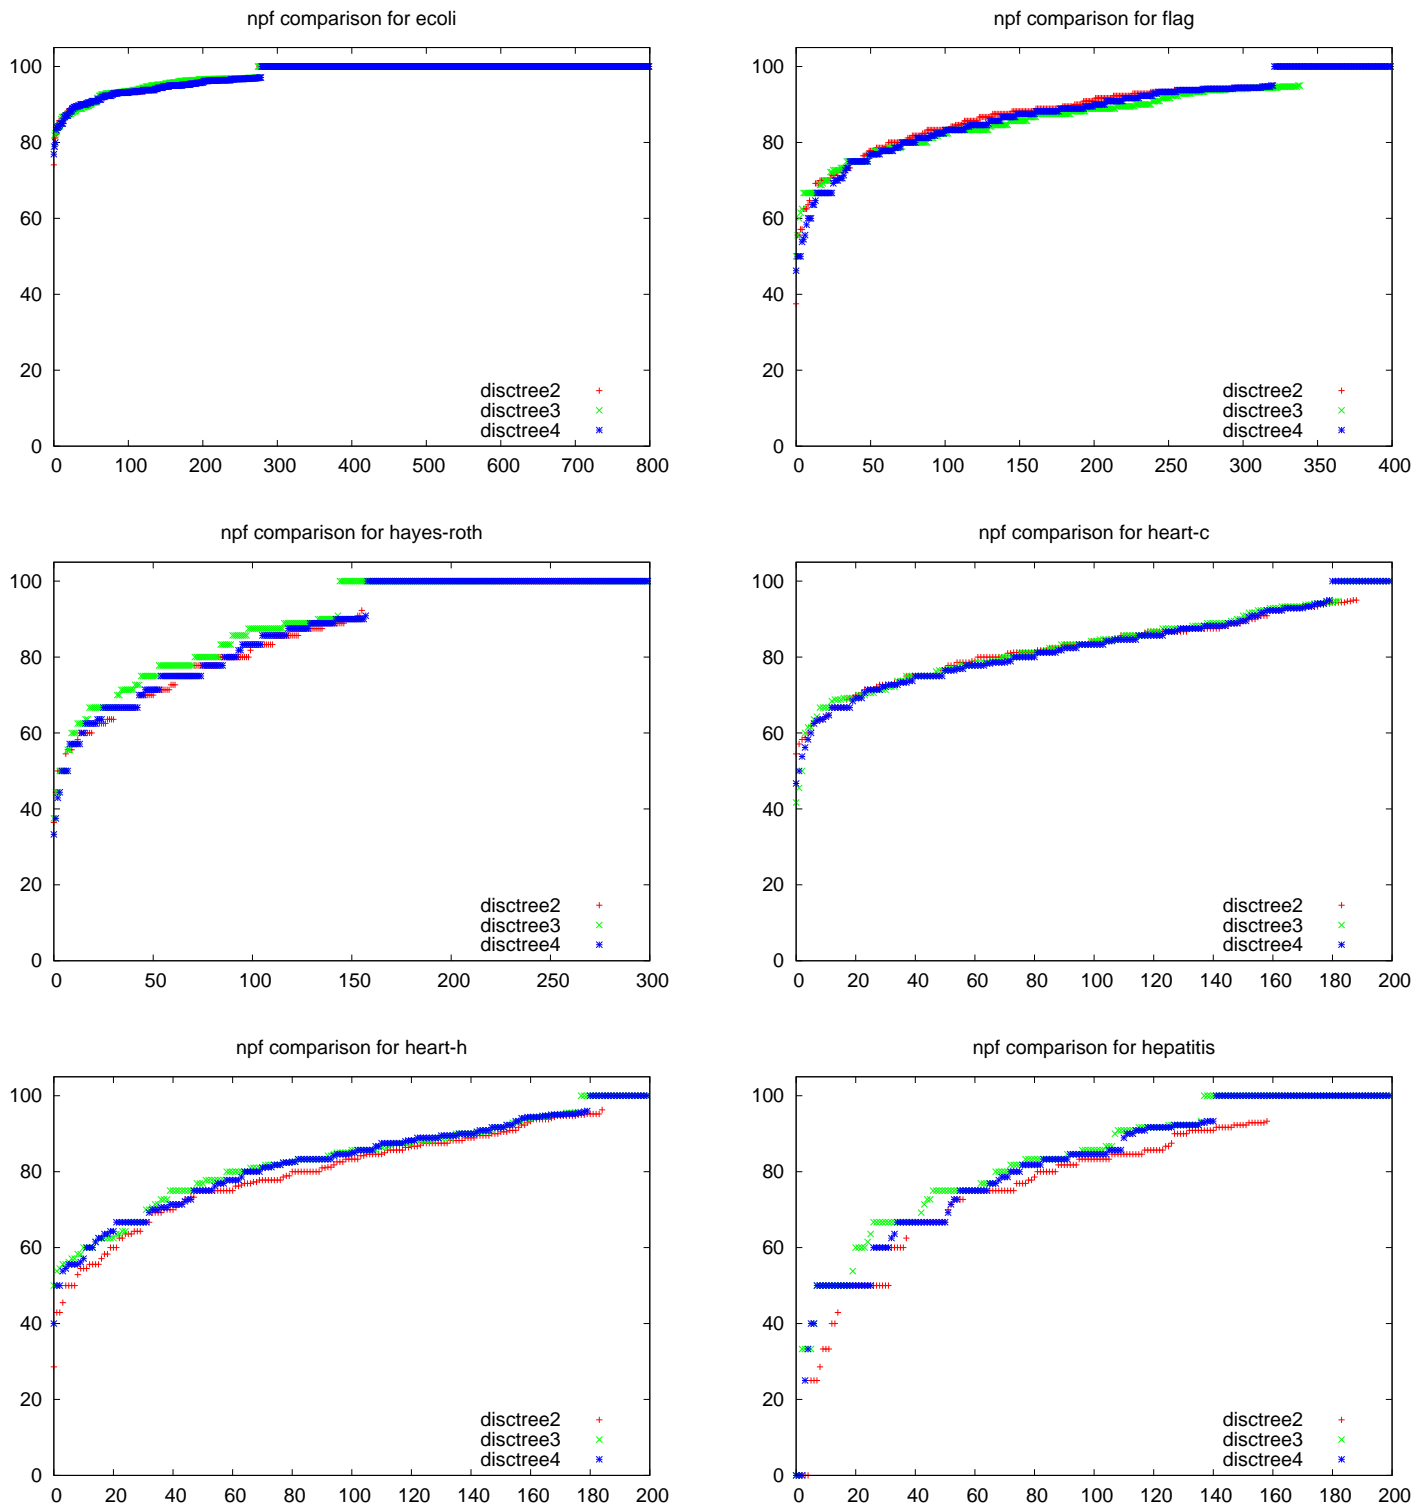 npf comparison for ecoli
100
80
60
40
20
0
disctree2
disctree3
disctree4
0 100 200 300 400 500 600 700 800
npf comparison for flag
100
80
60
40
20
0
disctree2
disctree3
disctree4
0 50 100 150 200 250 300 350 400
npf comparison for hayes-roth
100
80
60
40
20
0
disctree2
disctree3
disctree4
0 50 100 150 200 250 300
npf comparison for heart-c
100
80
60
40
20
0
disctree2
disctree3
disctree4
0 20 40 60 80 100 120 140 160 180 200
npf comparison for heart-h
100
80
60
40
20
0
disctree2
disctree3
disctree4
0 20 40 60 80 100 120 140 160 180 200
npf comparison for hepatitis
100
80
60
40
20
0
disctree2
disctree3
disctree4
0 20 40 60 80 100 120 140 160 180 200